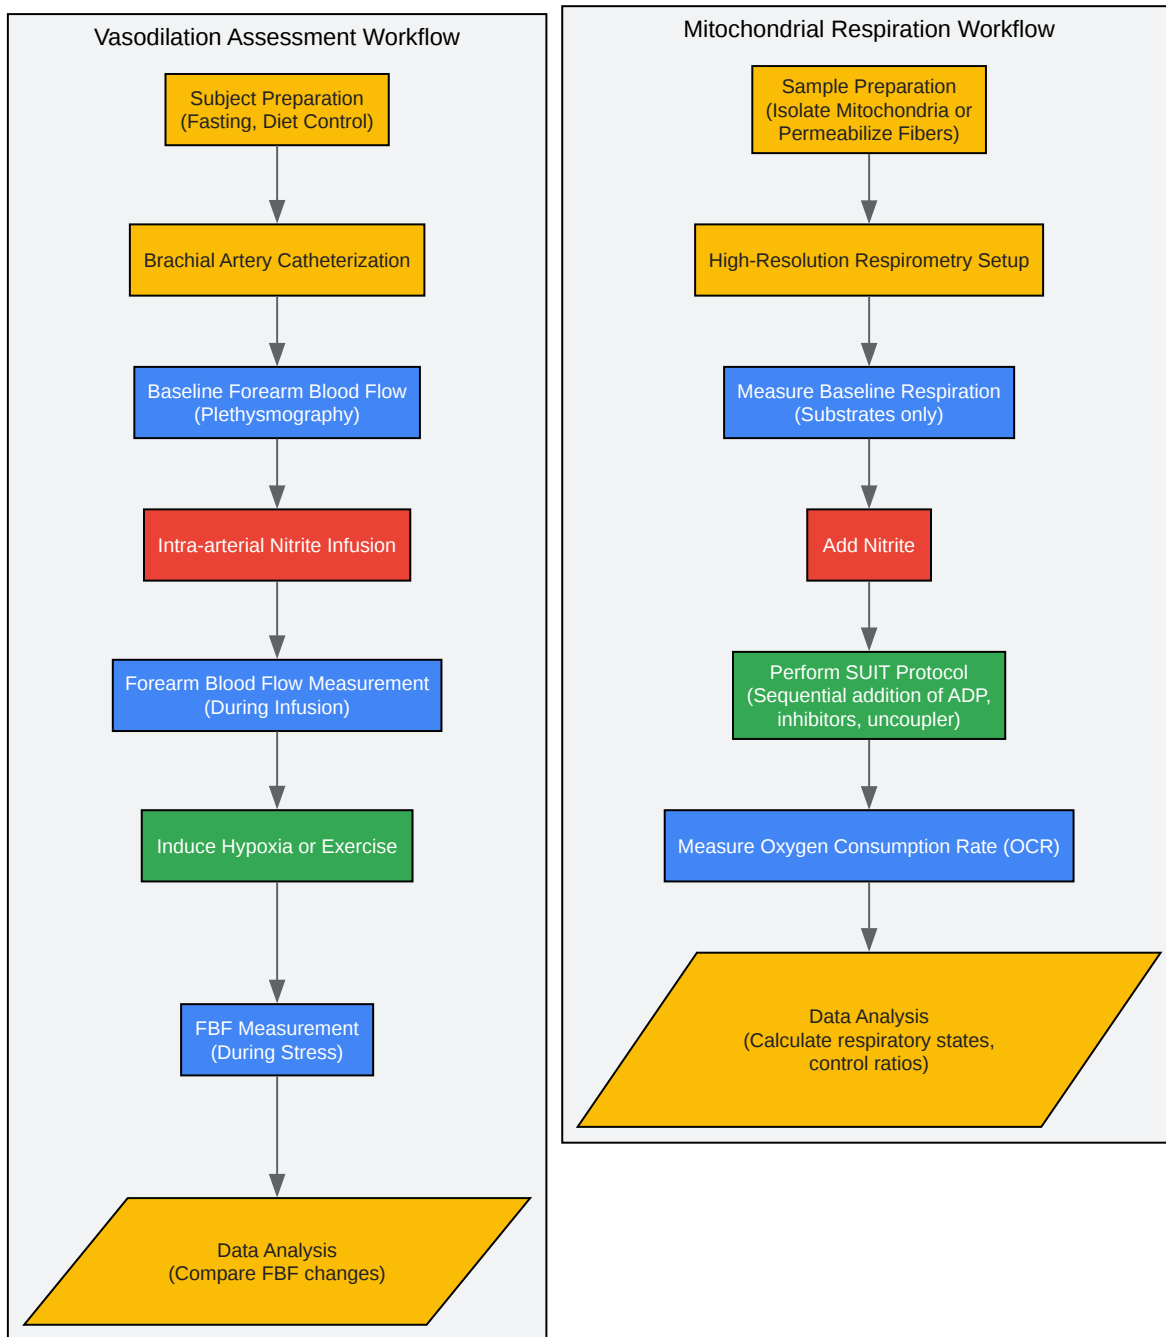 Vasodilation Assessment Workflow
Subject Preparation
(Fasting, Diet Control)
Brachial Artery Catheterization
Baseline Forearm Blood Flow
(Plethysmography)
Intra-arterial Nitrite Infusion
Forearm Blood Flow Measurement
(During Infusion)
Induce Hypoxia or Exercise
FBF Measurement
(During Stress)
Data Analysis
(Compare FBF changes)
Mitochondrial Respiration Workflow
Sample Preparation
(Isolate Mitochondria or
Permeabilize Fibers)
High-Resolution Respirometry Setup
Measure Baseline Respiration
(Substrates only)
Add Nitrite
Perform SUIT Protocol
(Sequential addition of ADP,
inhibitors, uncoupler)
Measure Oxygen Consumption Rate (OCR)
Data Analysis
(Calculate respiratory states,
control ratios)